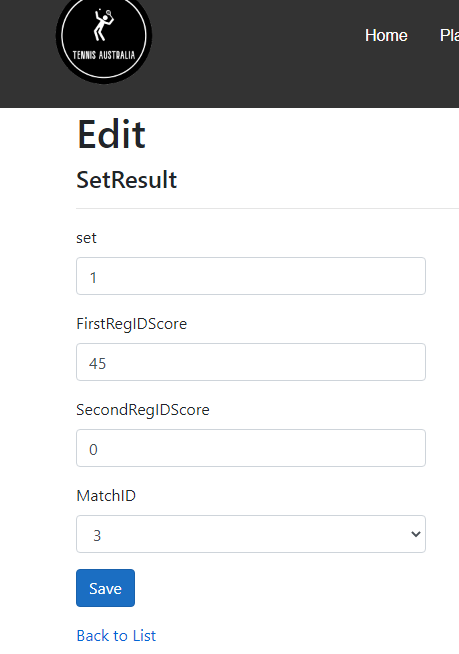 TENNIS AUSTRALIA
Home
Edit
SetResult
set
1
FirstRegIDScore
45
SecondRegIDScore
0
MatchID
3
Save
Back to List